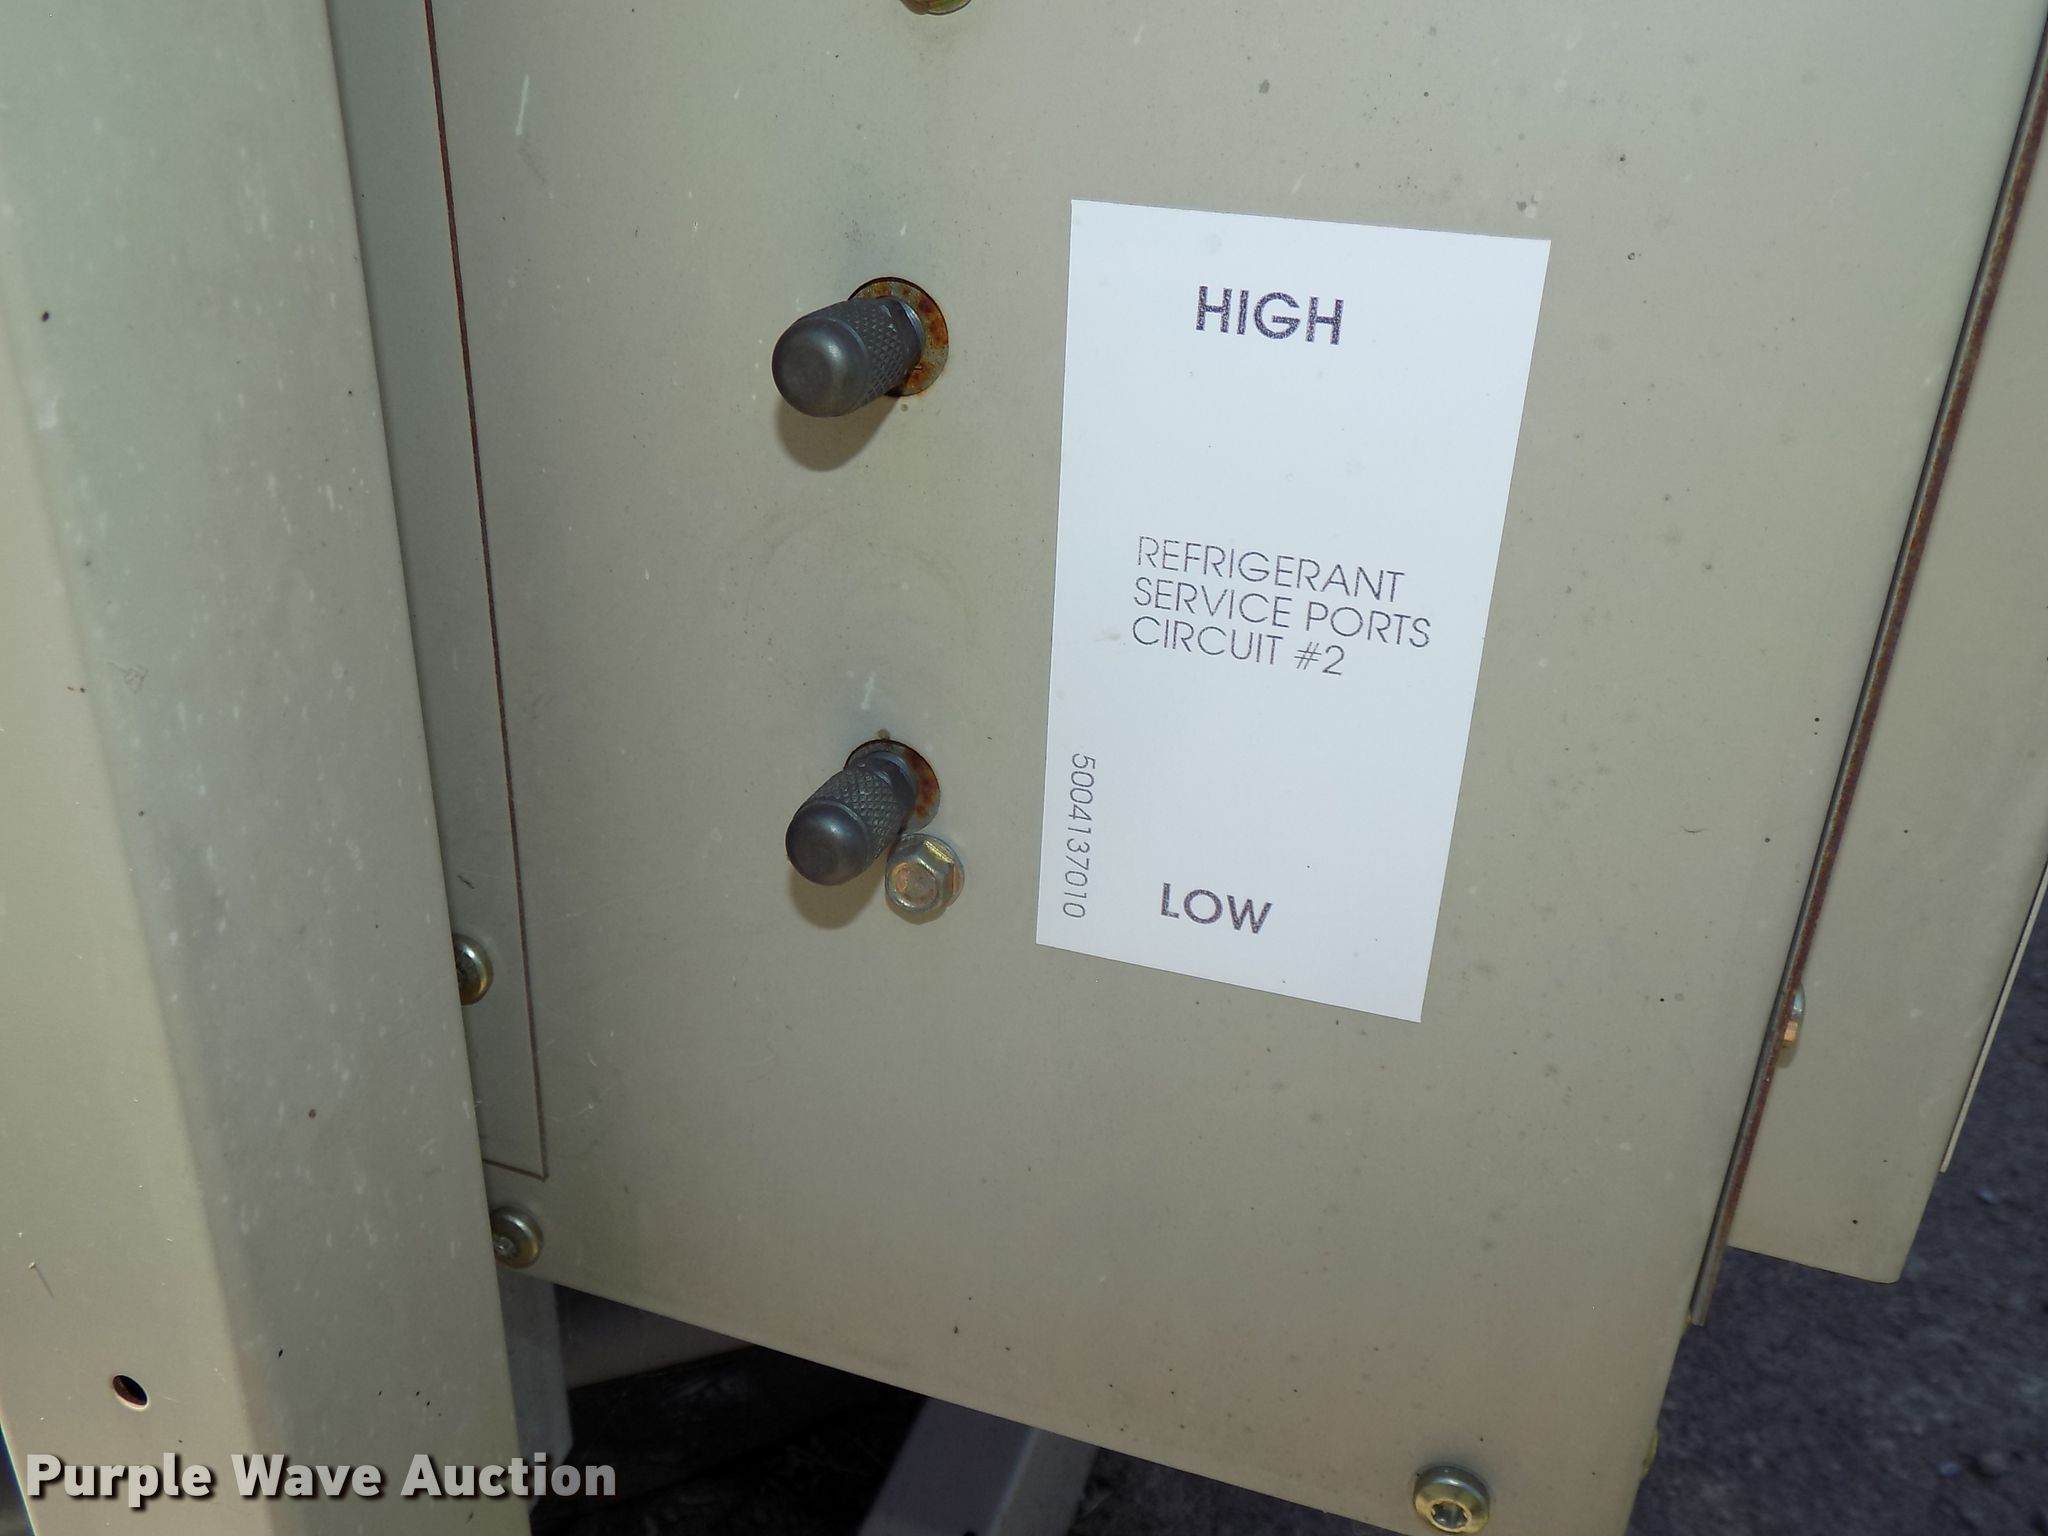 HIGH
REFRIGERANT
SERVICE PORTS
CIRCUIT #2
5004137010
LOW
Purple Wave Auction